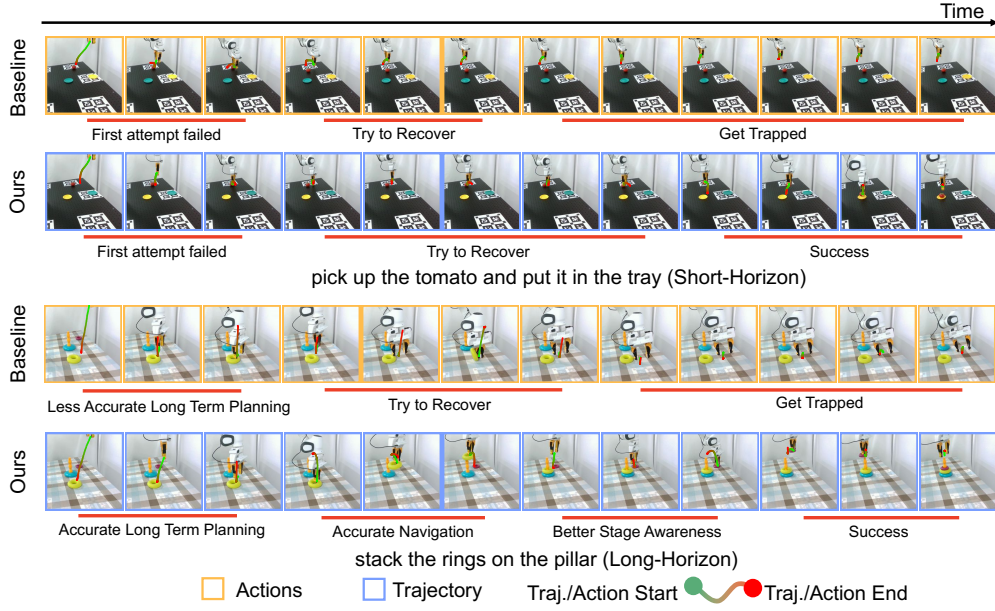 Time
Baseline
First attempt failed
Try to Recover
Get Trapped
Ours
First attempt failed
Try to Recover
Success
pick up the tomato and put it in the tray (Short-Horizon)
Baseline
Less Accurate Long Term Planning
Try to Recover
Get Trapped
Ours
Accurate Long Term Planning
Accurate Navigation
Better Stage Awareness
Success
stack the rings on the pillar (Long-Horizon)
Actions
Trajectory
Traj./Action Start
Traj./Action End